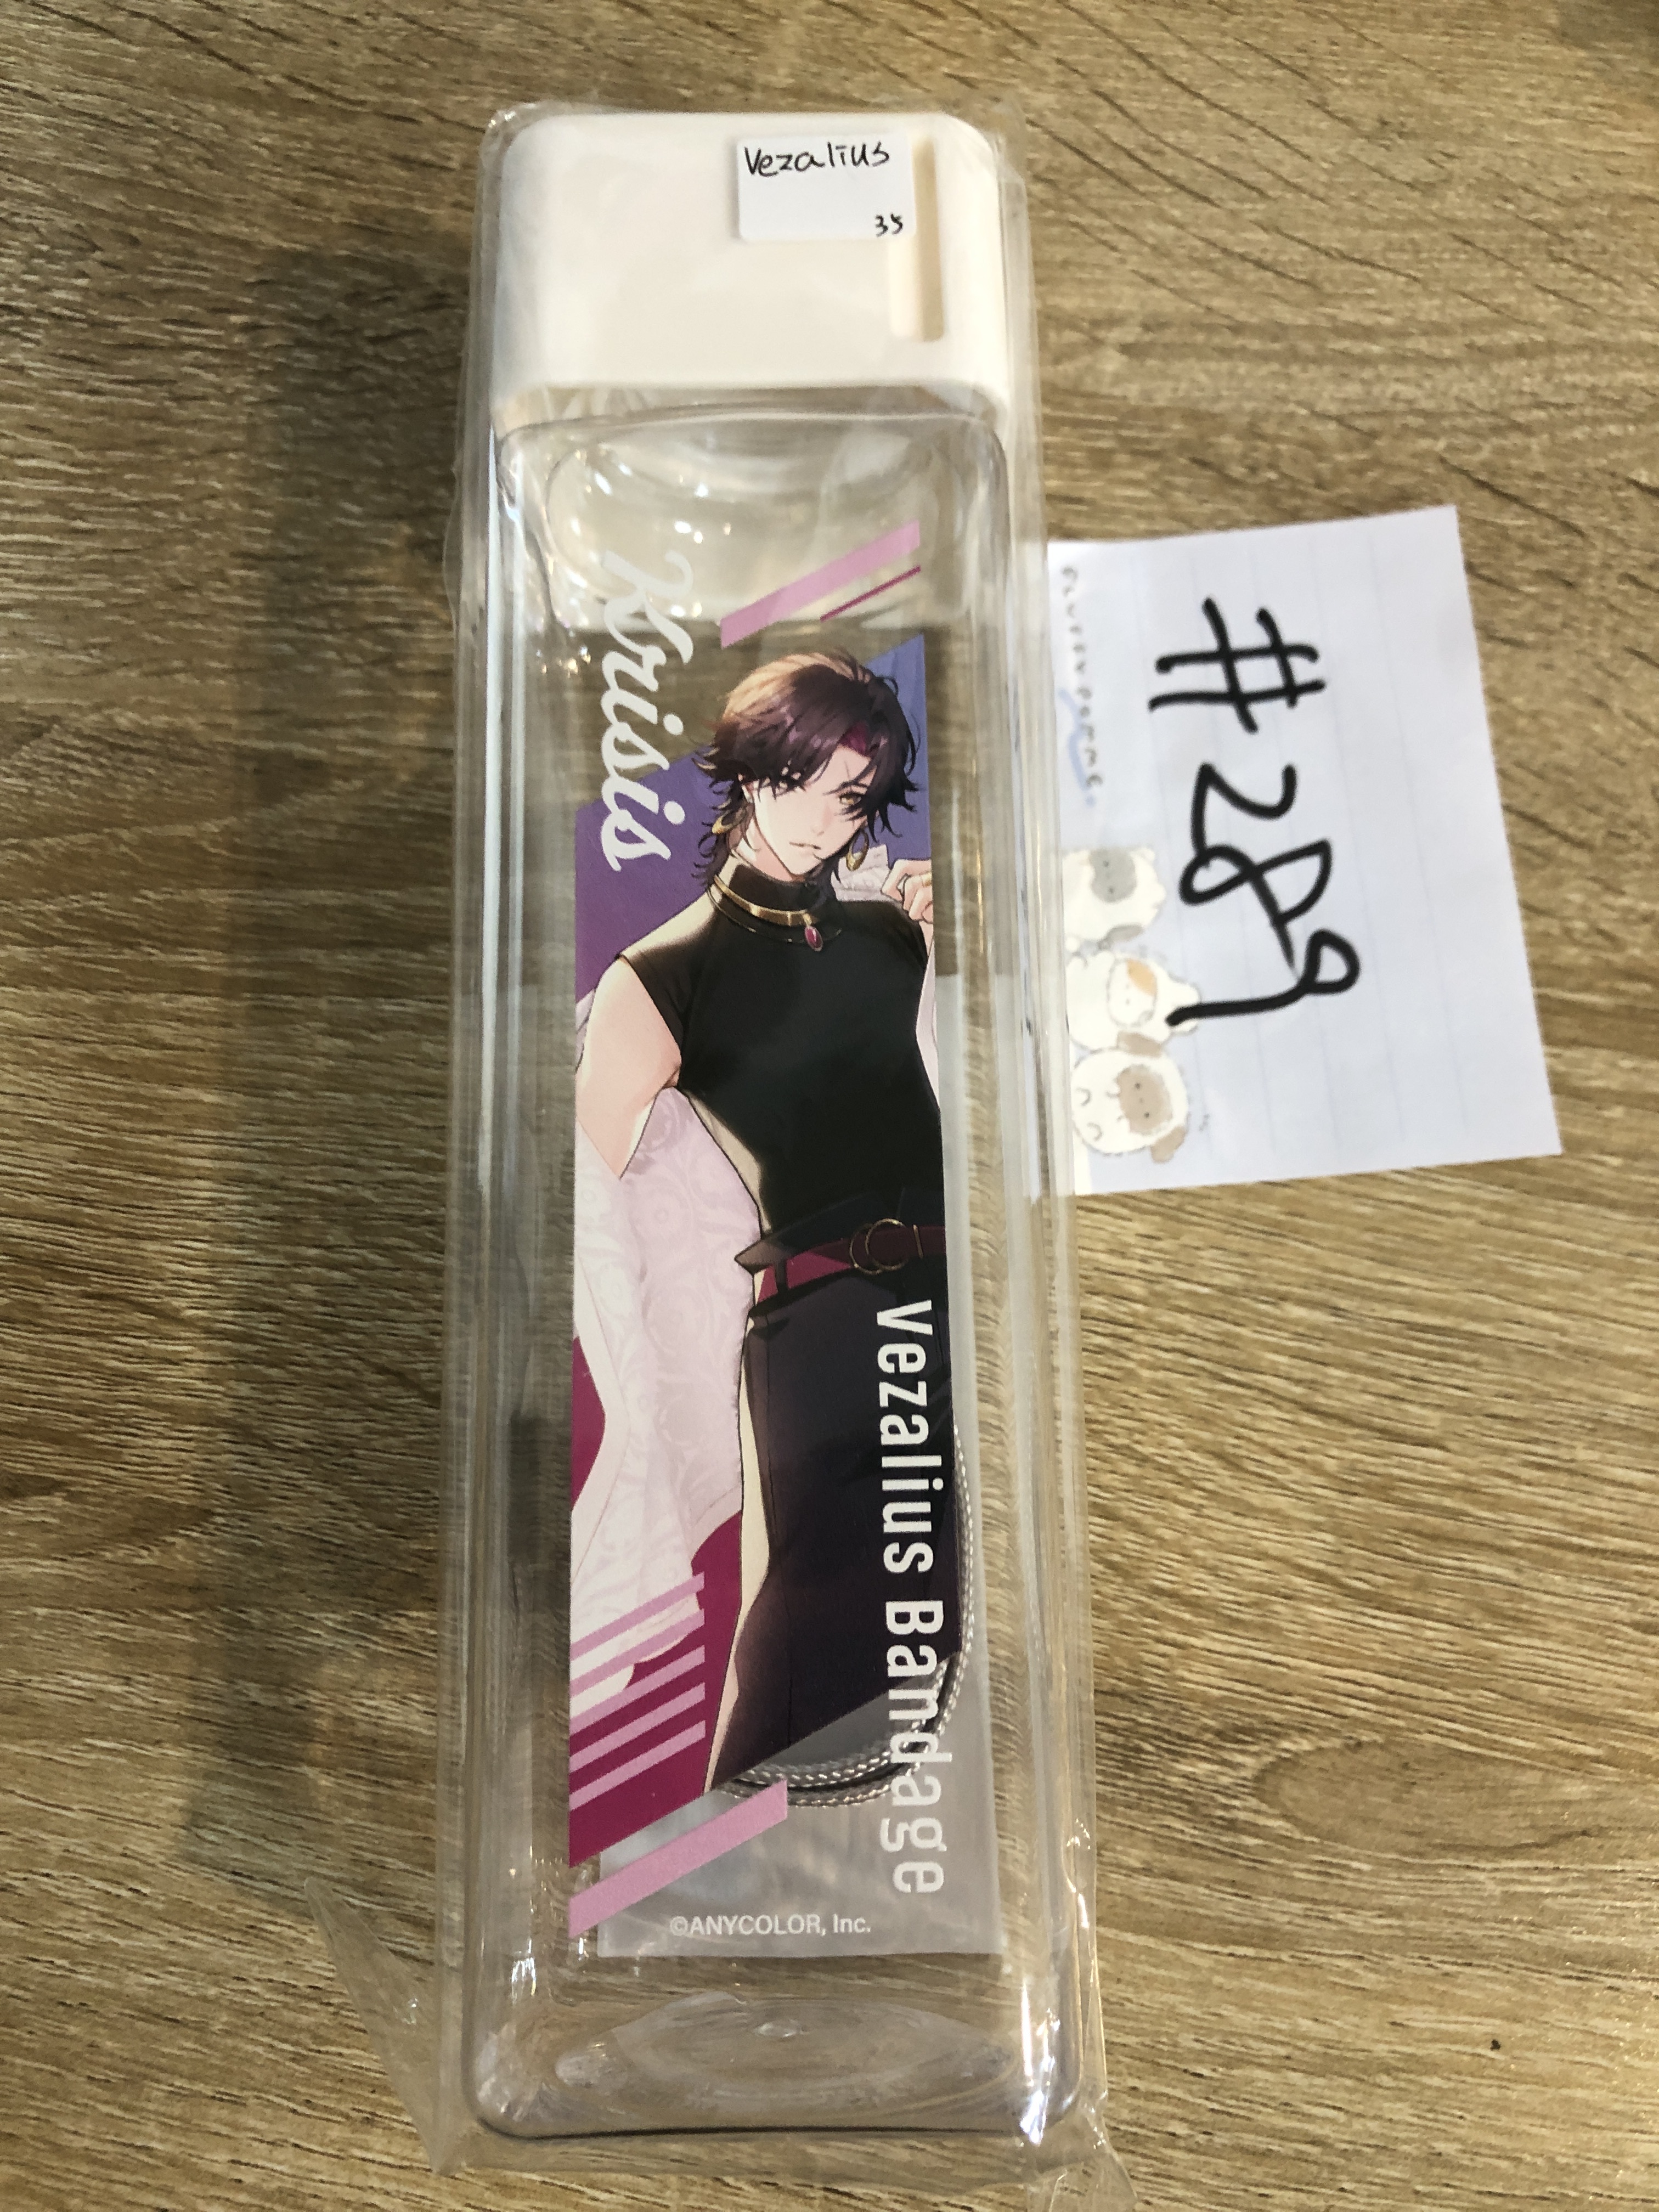 Vezalius
35
Krisis
Vezalius Bandage
©ANYCOLOR, Inc.
#289